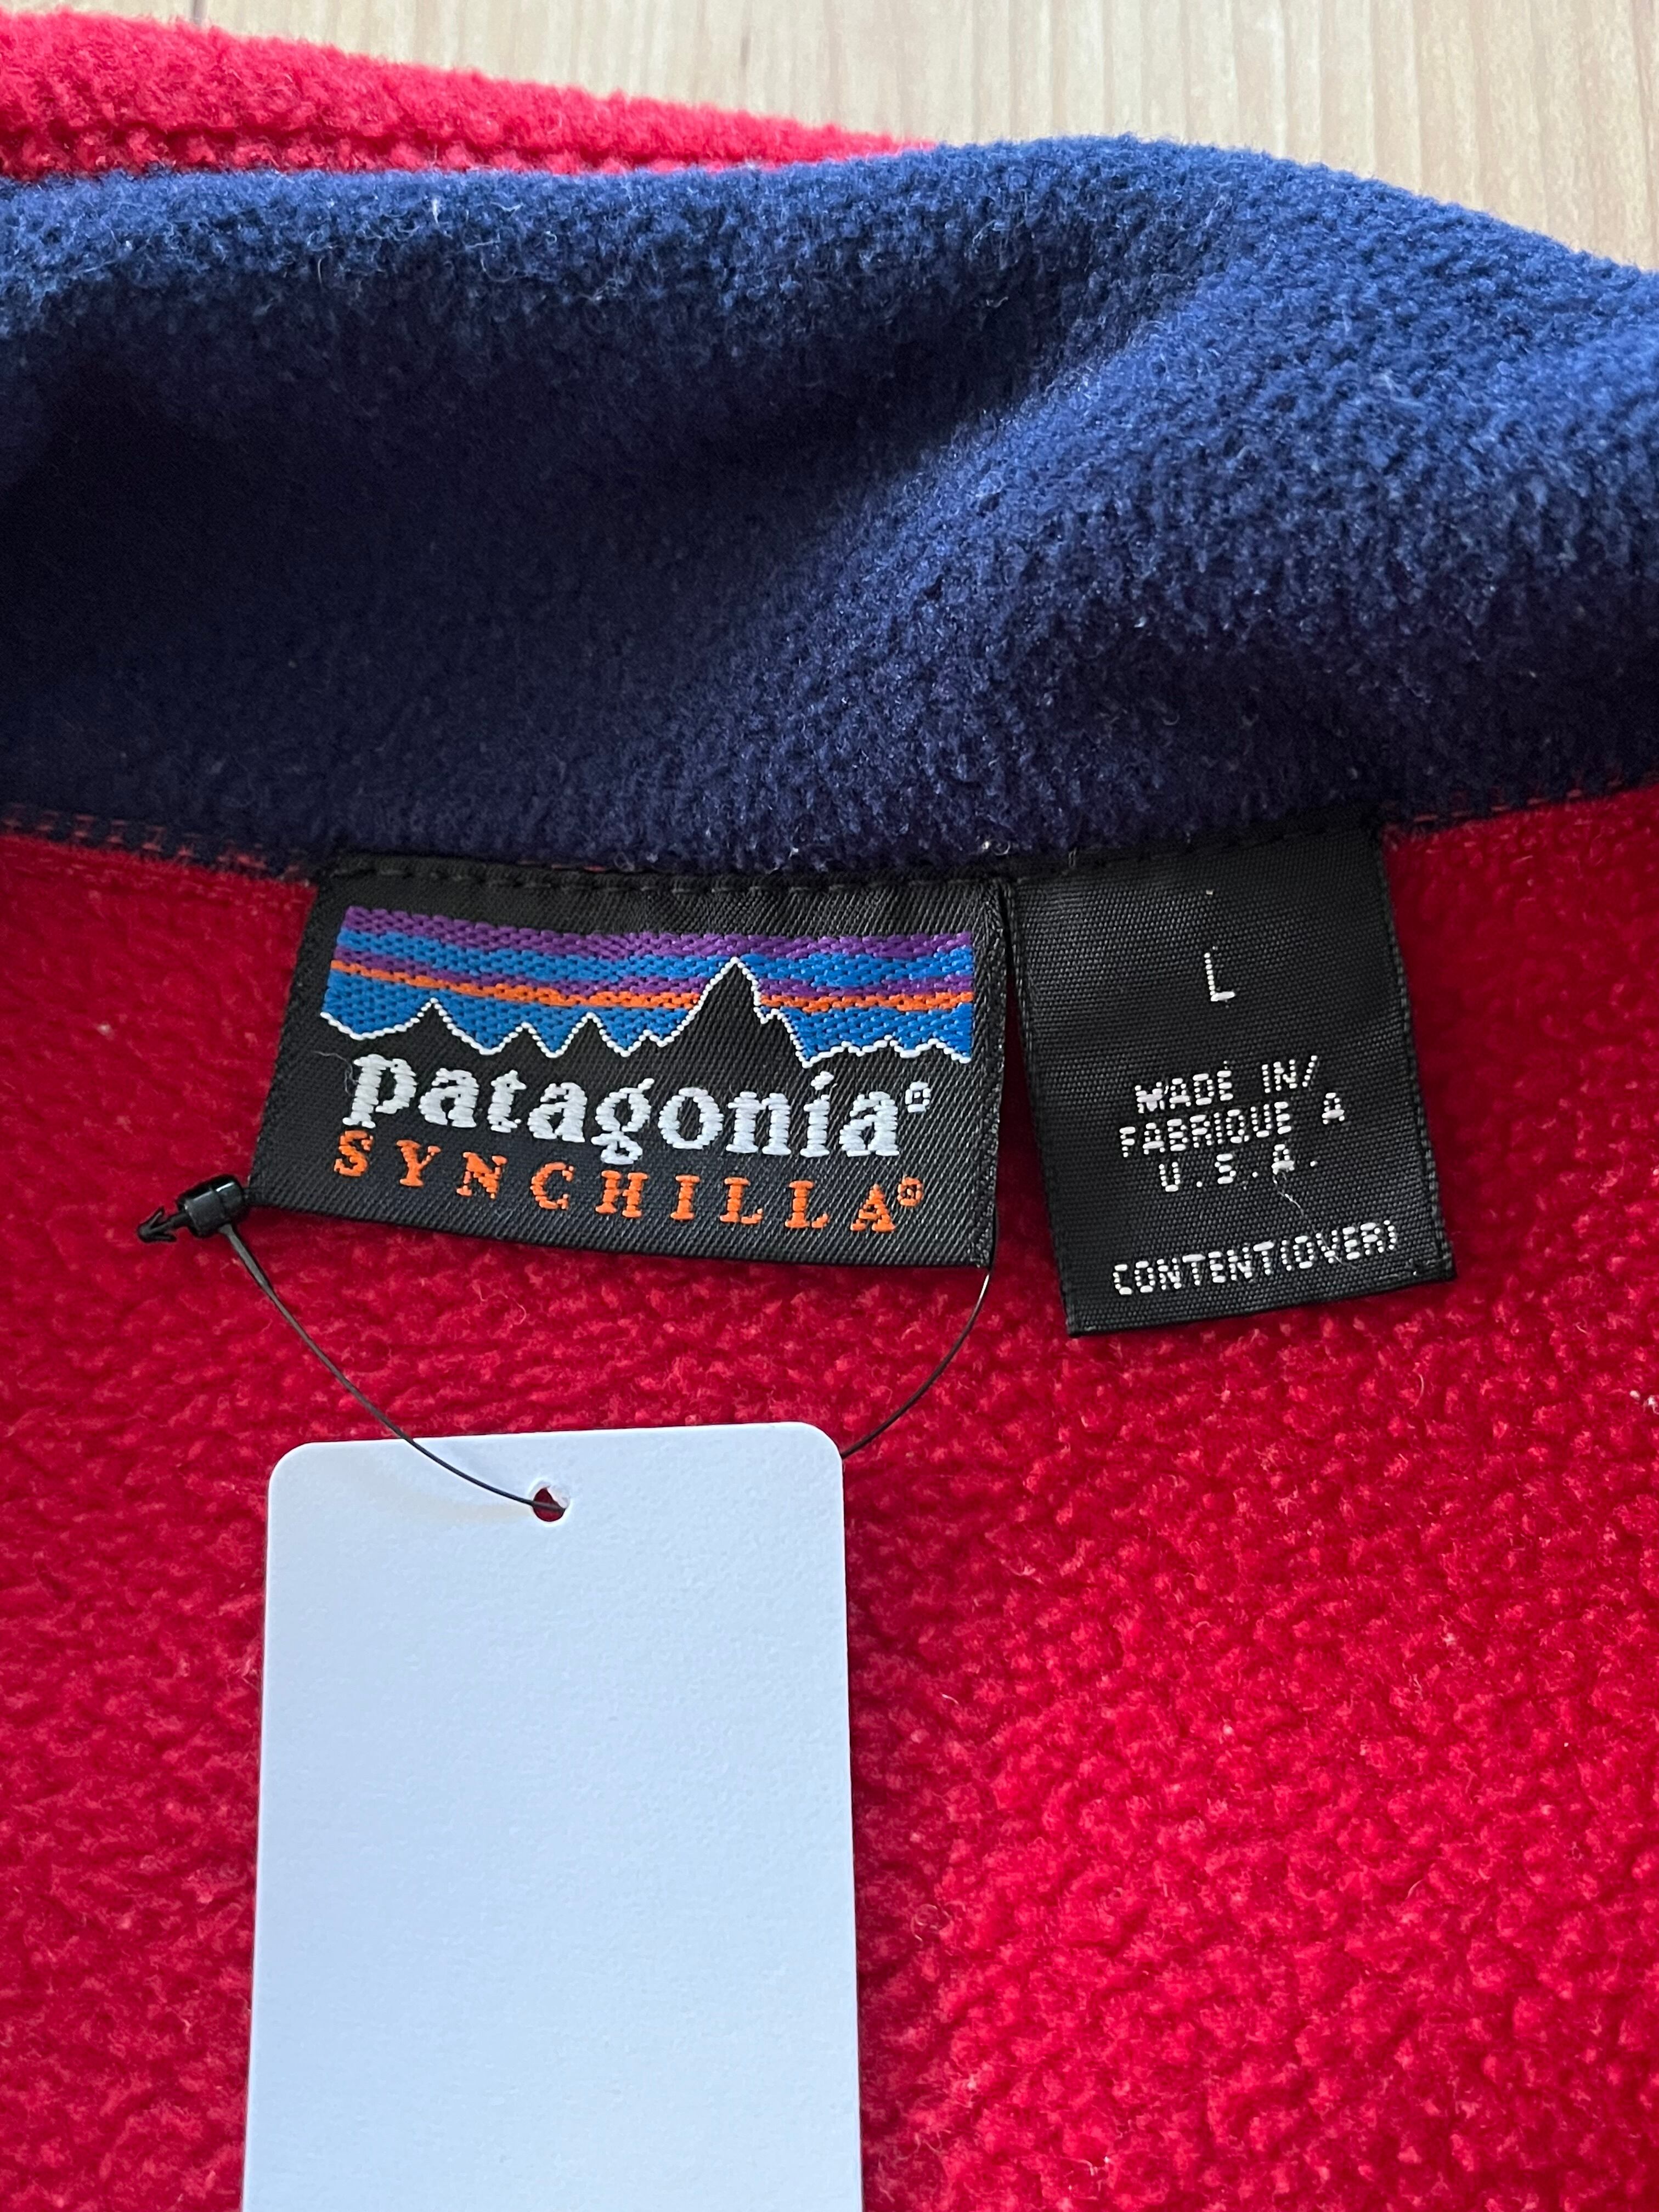 patagonia®
SYNCHILLA®
L
MADE IN/
FABRIQUE A
U.S.A.
CONTENT(OVER)